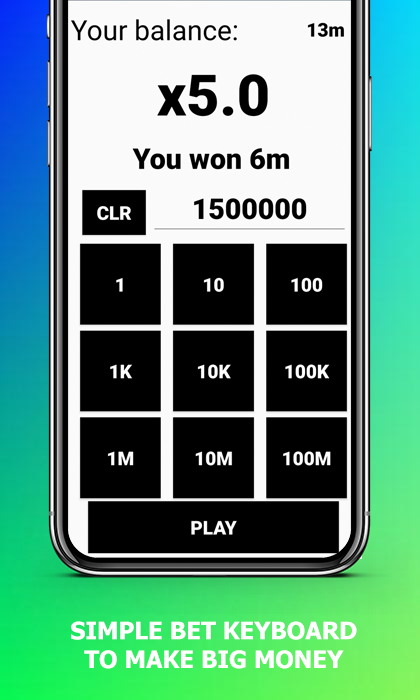 Your balance: 13m
x5.0
You won 6m
CLR 1500000
1 10 100
1K 10K 100K
1M 10M 100M
PLAY
SIMPLE BET KEYBOARD
TO MAKE BIG MONEY